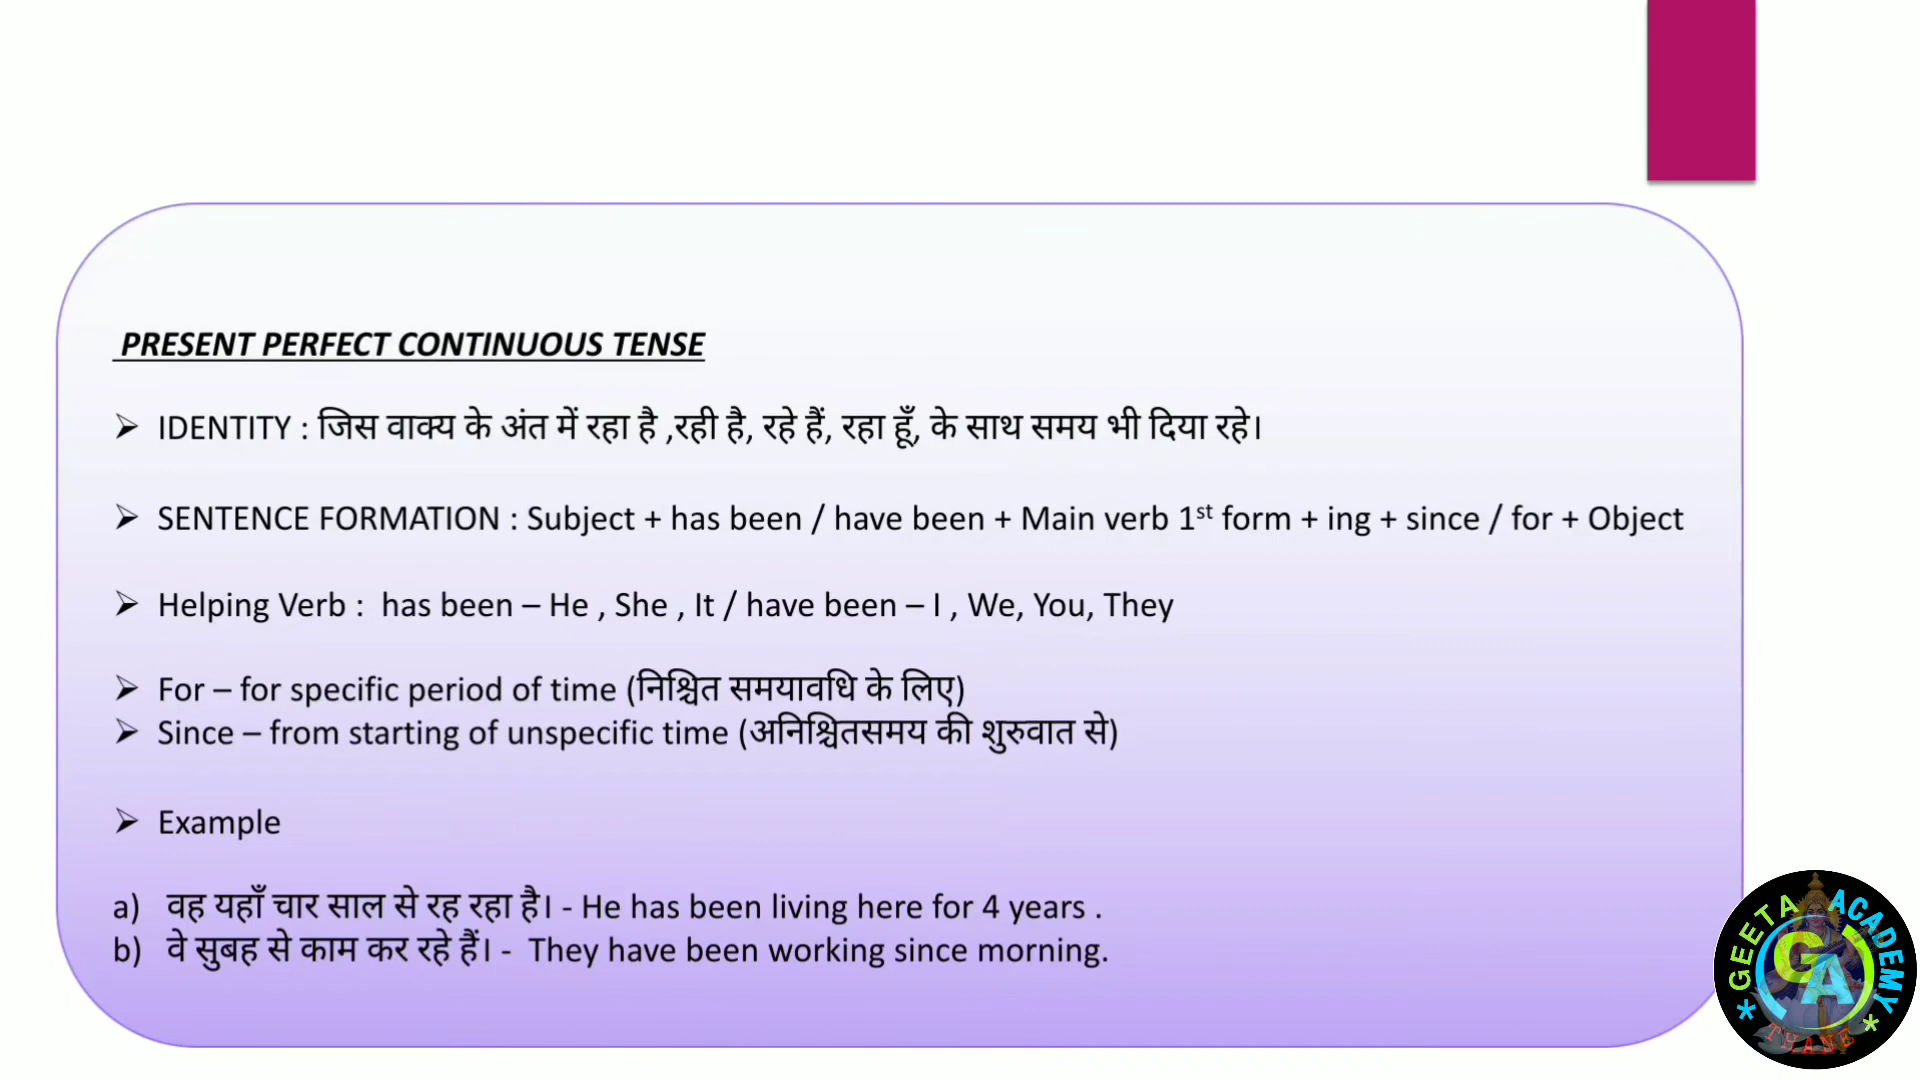 PRESENT PERFECT CONTINUOUS TENSE
➢ IDENTITY : जिस वाक्य के अंत में रहा है ,रही है, रहे हैं, रहा हूँ, के साथ समय भी दिया रहे।
➢ SENTENCE FORMATION : Subject + has been / have been + Main verb 1st form + ing + since / for + Object
➢ Helping Verb : has been – He , She , It / have been – I , We, You, They
➢ For – for specific period of time (निश्चित समयावधि के लिए)
➢ Since – from starting of unspecific time (अनिश्चितसमय की शुरुवात से)
➢ Example
a) वह यहाँ चार साल से रह रहा है। - He has been living here for 4 years .
b) वे सुबह से काम कर रहे हैं। - They have been working since morning.
GEETA ACADEMY
GA
THANE